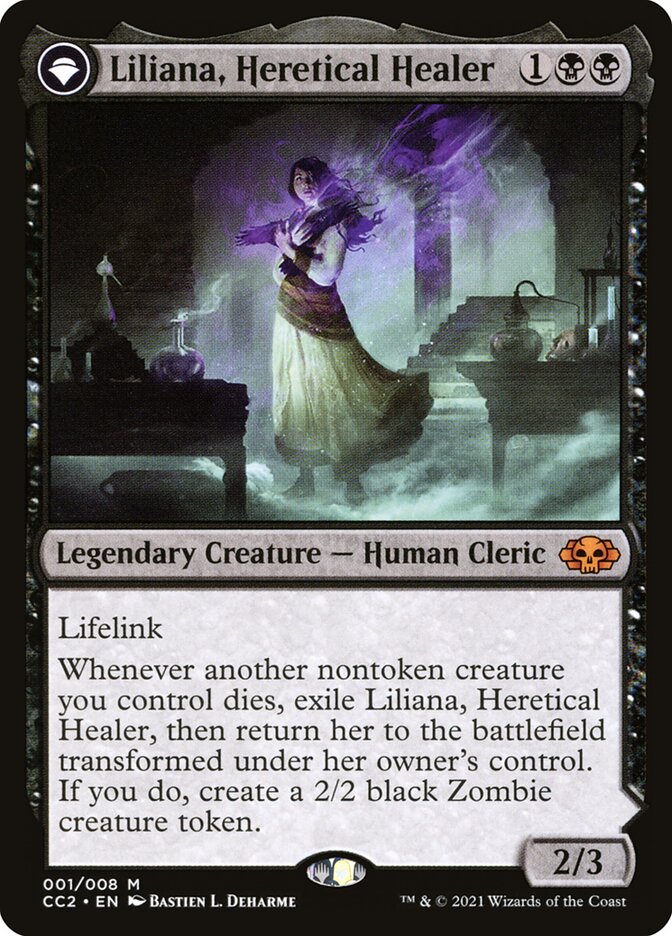 Liliana, Heretical Healer 1
Legendary Creature — Human Cleric
Lifelink
Whenever another nontoken creature
you control dies, exile Liliana, Heretical
Healer, then return her to the battlefield
transformed under her owner's control.
If you do, create a 2/2 black Zombie
creature token.
2/3
001/008 M
CC2 • EN Bastien L. Deharme
™ & © 2021 Wizards of the Coast